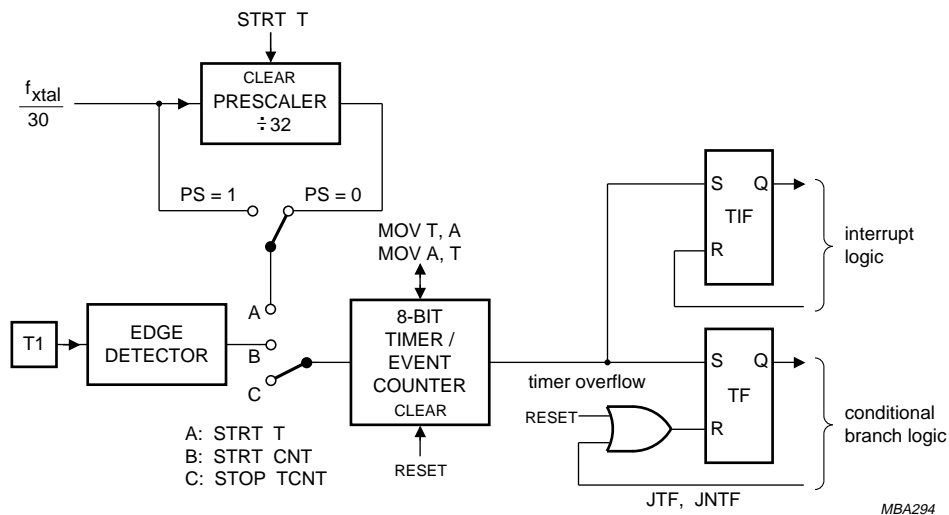 STRT T
f xtal
30
CLEAR
PRESCALER
÷32
PS = 1
PS = 0
MOV T, A
MOV A, T
T1
EDGE
DETECTOR
A
B
C
8-BIT
TIMER /
EVENT
COUNTER
CLEAR
RESET
A: STRT T
B: STRT CNT
C: STOP TCNT
timer overflow
S Q
TIF
R
interrupt
logic
S Q
TF
R
RESET
conditional
branch logic
JTF, JNTF
MBA294